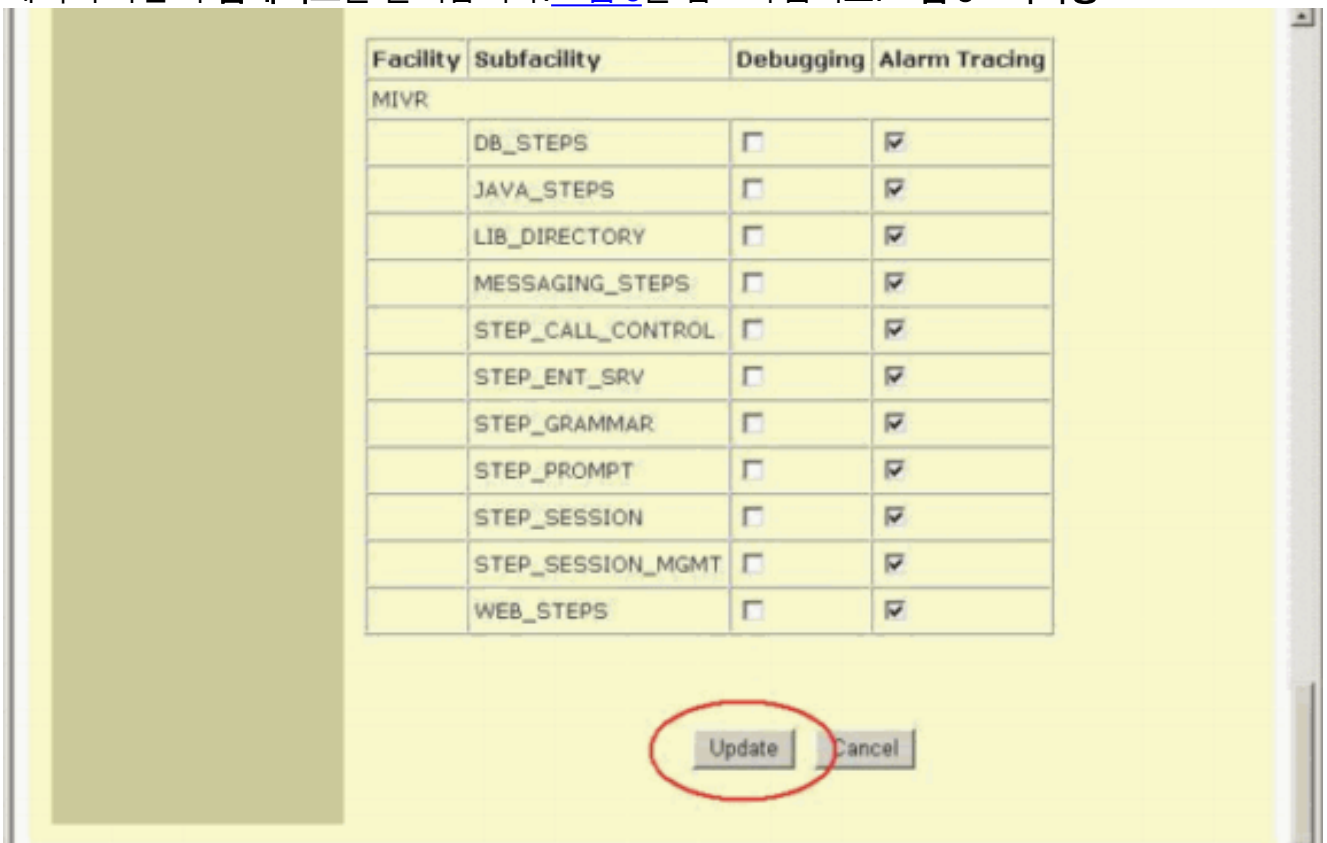 Facility Subfacility Debugging Alarm Tracing
MIVR
DB_STEPS
JAVA_STEPS
LIB_DIRECTORY
MESSAGING_STEPS
STEP_CALL_CONTROL
STEP_ENT_SRV
STEP_GRAMMAR
STEP_PROMPT
STEP_SESSION
STEP_SESSION_MGMT
WEB_STEPS
Update Cancel